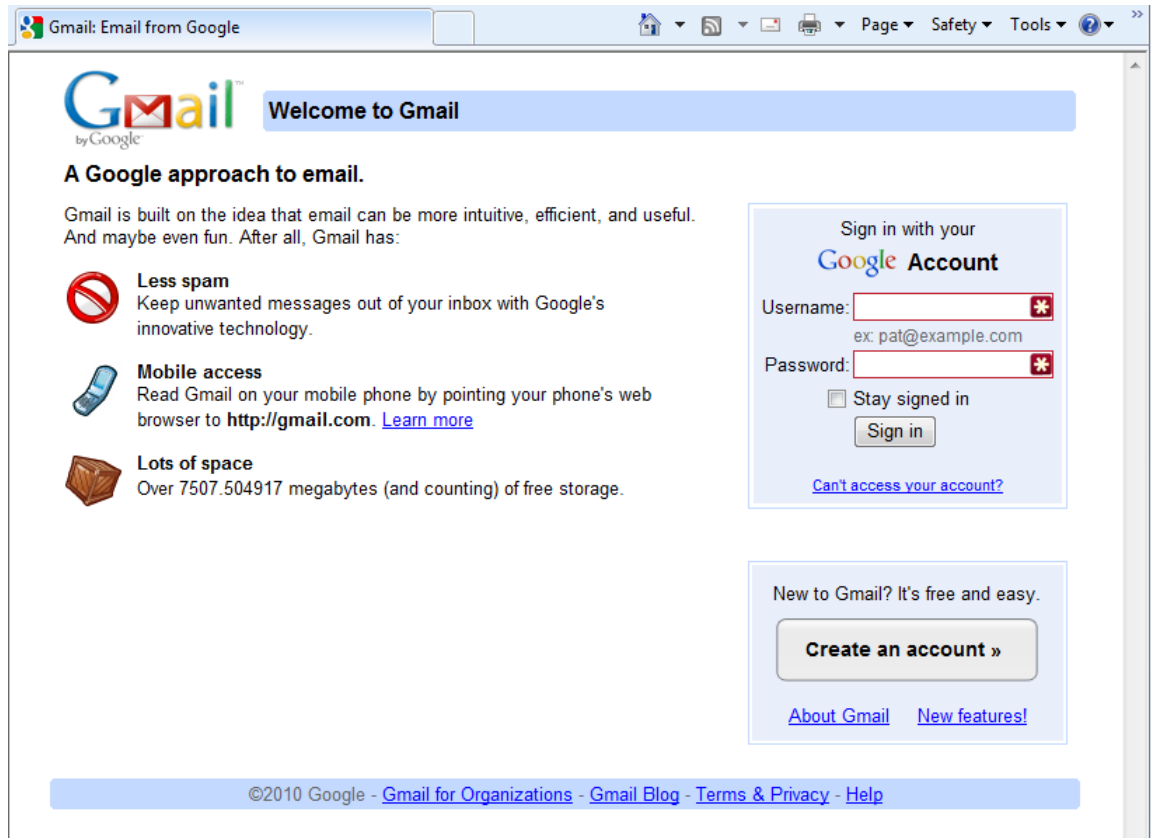 Gmail: Email from Google
Page
Safety
Tools
Gmail™
by Google™
Welcome to Gmail
A Google approach to email.
Gmail is built on the idea that email can be more intuitive, efficient, and useful.
And maybe even fun. After all, Gmail has:
Less spam
Keep unwanted messages out of your inbox with Google's
innovative technology.
Mobile access
Read Gmail on your mobile phone by pointing your phone's web
browser to http://gmail.com. Learn more
Lots of space
Over 7507.504917 megabytes (and counting) of free storage.
Sign in with your
Google Account
Username:
ex: pat@example.com
Password:
Stay signed in
Sign in
Can't access your account?
New to Gmail? It's free and easy.
Create an account »
About Gmail New features!
©2010 Google - Gmail for Organizations - Gmail Blog - Terms & Privacy - Help